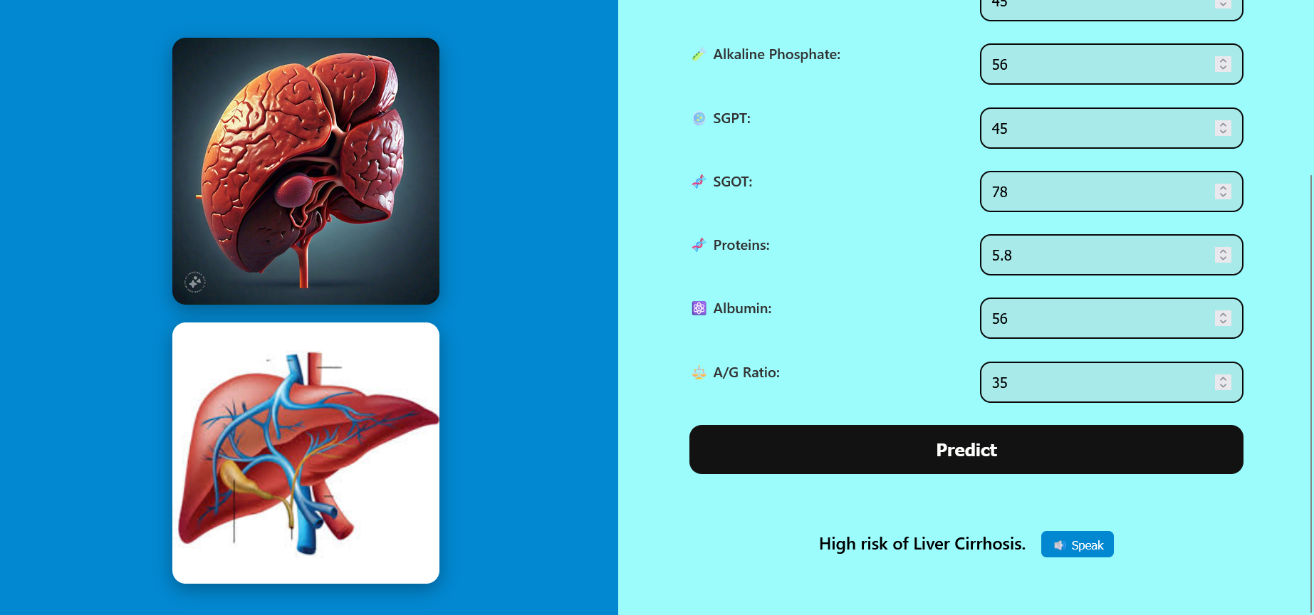 45
Alkaline Phosphate:
56
SGPT:
45
SGOT:
78
Proteins:
5.8
Albumin:
56
A/G Ratio:
35
Predict
High risk of Liver Cirrhosis.
Speak